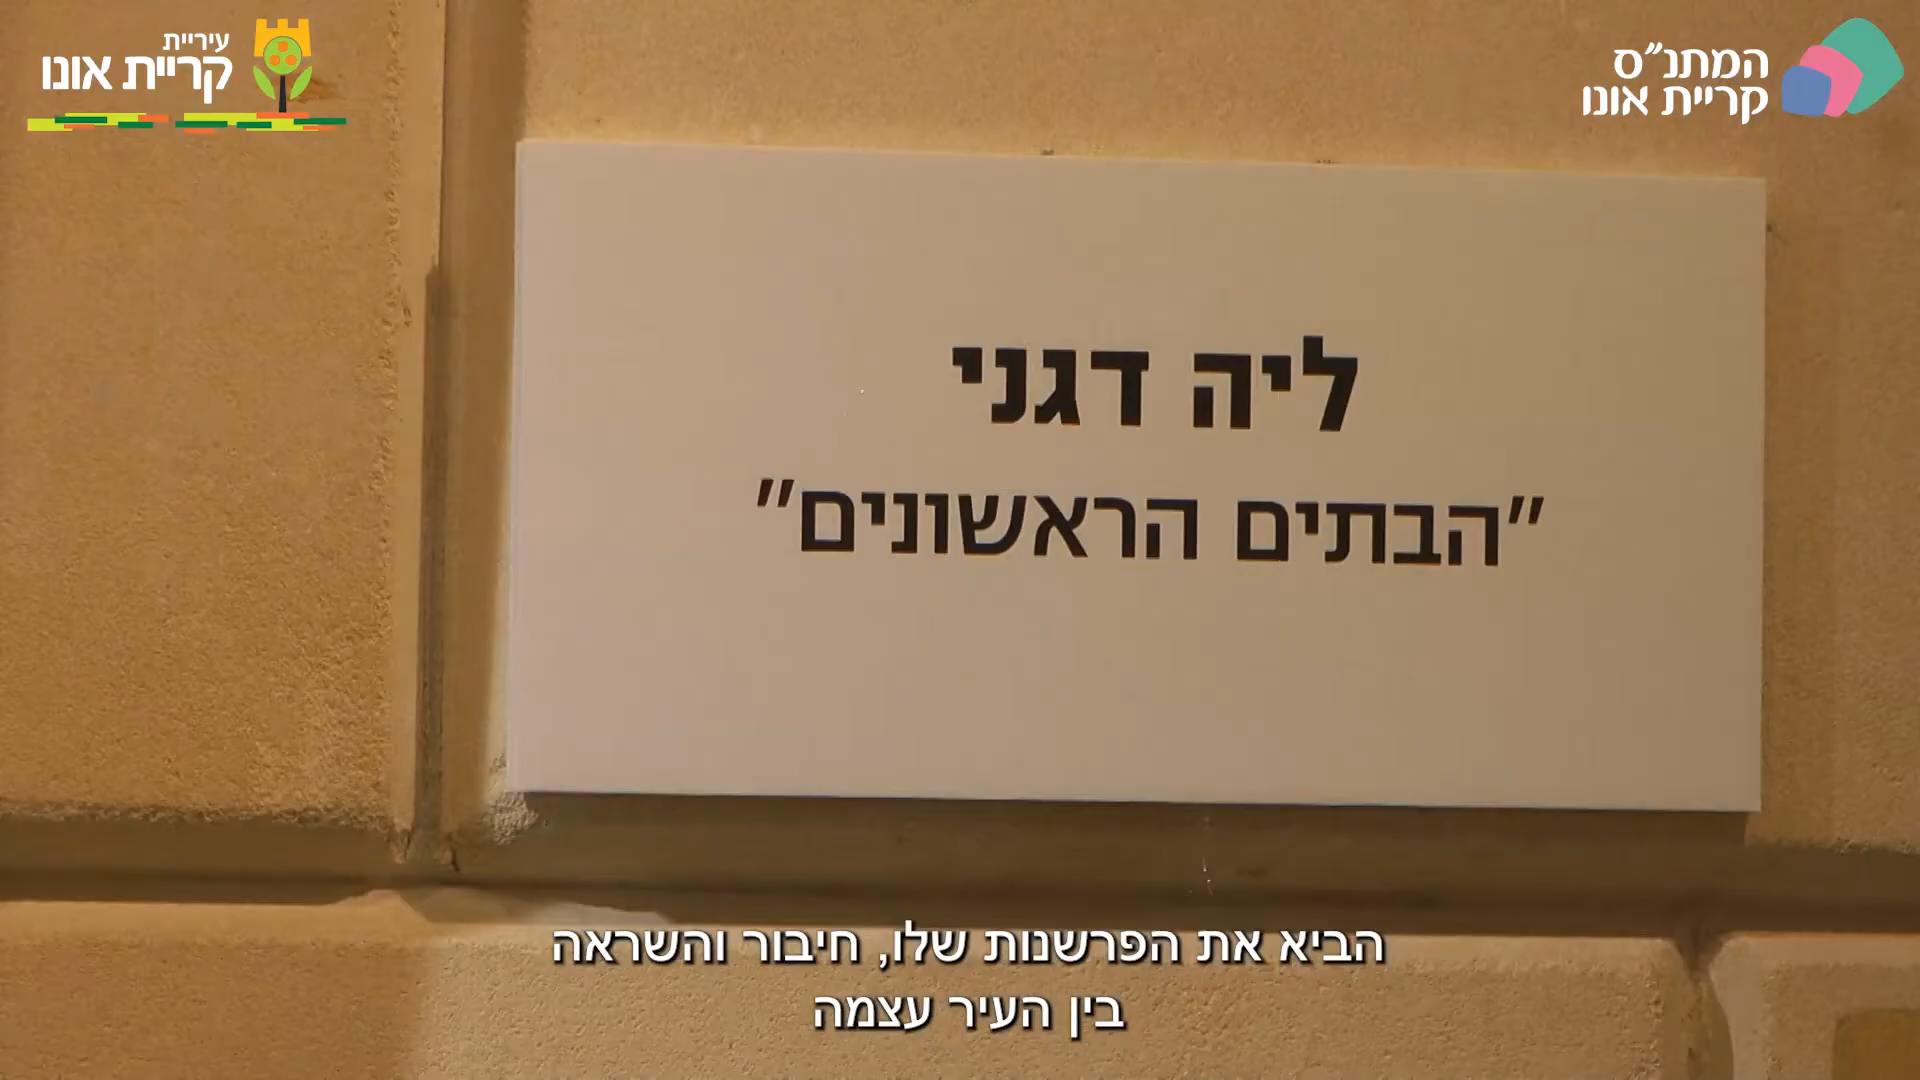 עיריית
קריית אונו
המתנ"ס
קריית אונו
ליה דגני
"הבתים הראשונים"
הביא את הפרשנות שלו, חיבור והשראה
בין העיר עצמה